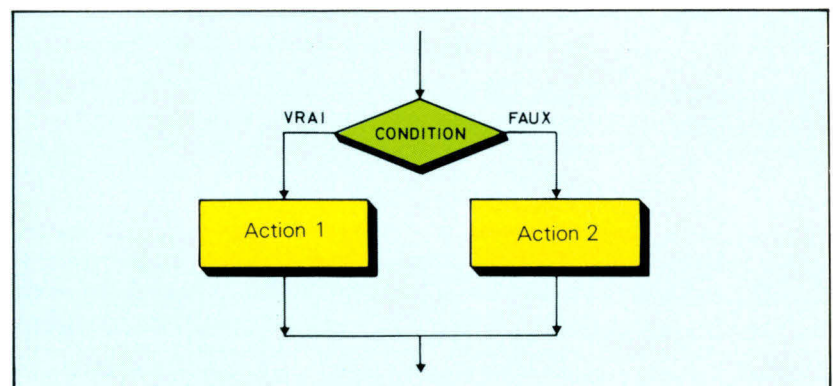 VRAI
FAUX
CONDITION
Action 1
Action 2